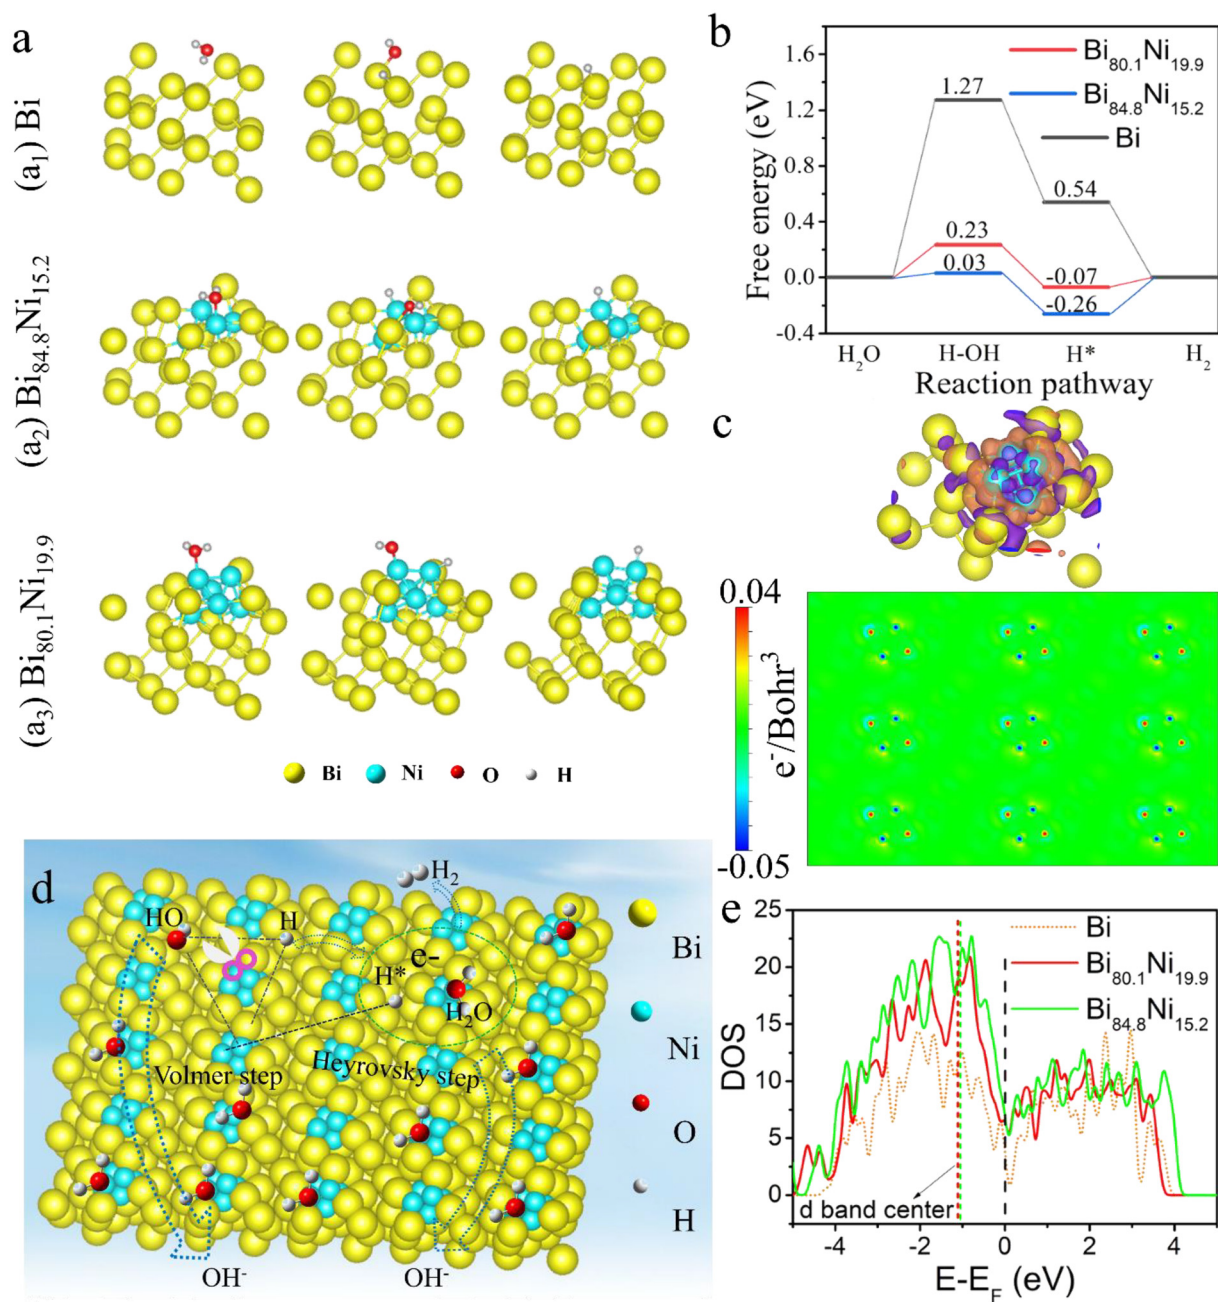 a
(a₁) Bi
(a₂) Bi₈₄.₈Ni₁₅.₂
(a₃) Bi₈₀.₁Ni₁₉.₉
Bi Ni O H
b
Free energy (eV)
1.6
1.2
0.8
0.4
0.0
-0.4
Bi₈₀.₁Ni₁₉.₉
Bi₈₄.₈Ni₁₅.₂
Bi
1.27
0.54
0.23
0.03
-0.07
-0.26
H₂O H-OH H* H₂
Reaction pathway
c
0.04
e⁻/Bohr³
-0.05
d
H₂
HO
H
e-
H*
H₂O
Volmer step
Heyrovsky step
OH⁻
OH⁻
Bi
Ni
O
H
e
DOS
25
20
15
10
5
0
Bi
Bi₈₀.₁Ni₁₉.₉
Bi₈₄.₈Ni₁₅.₂
d band center
-4 -2 0 2 4
E-E_F (eV)